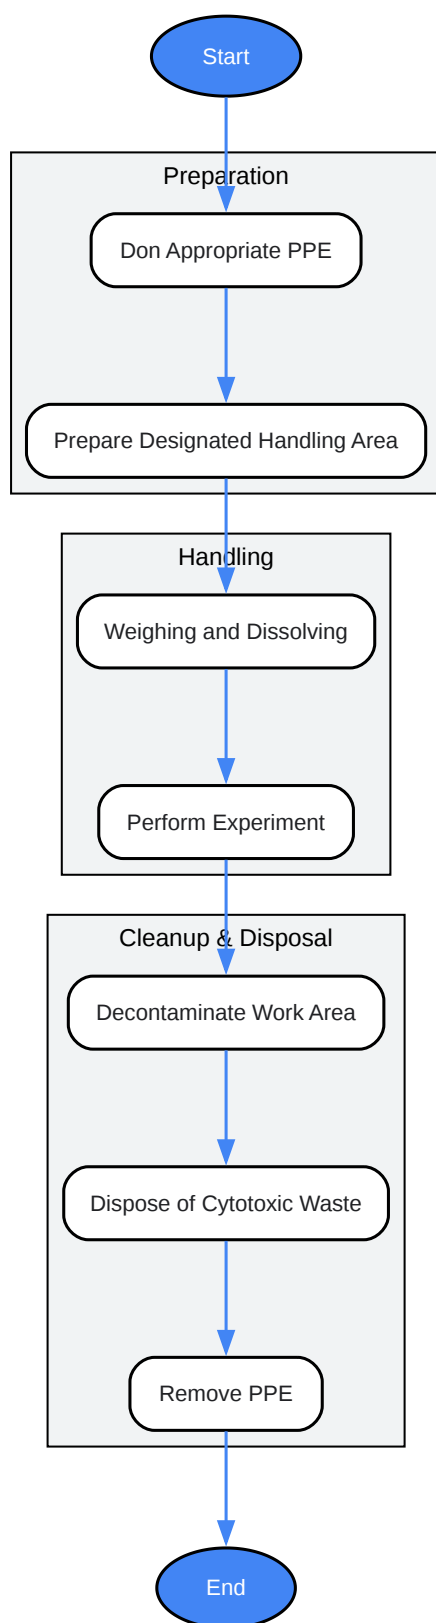 Start
Preparation
Don Appropriate PPE
Prepare Designated Handling Area
Handling
Weighing and Dissolving
Perform Experiment
Cleanup & Disposal
Decontaminate Work Area
Dispose of Cytotoxic Waste
Remove PPE
End